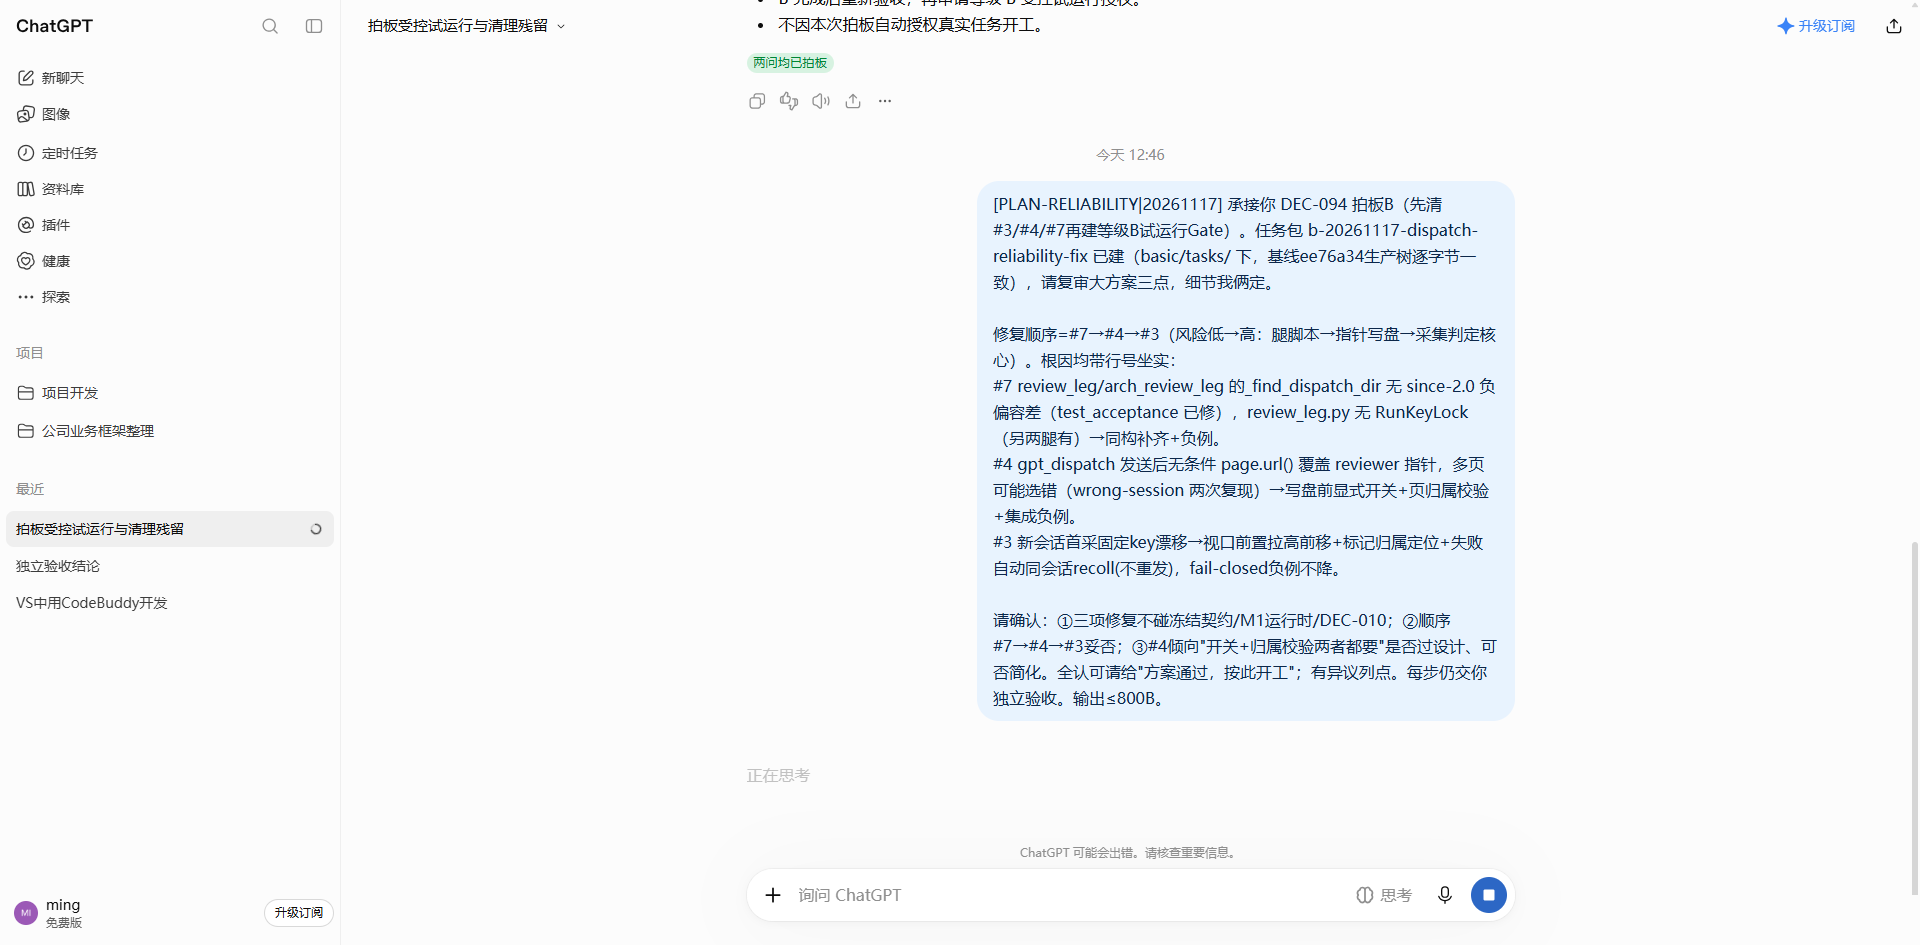 ChatGPT
新聊天
图像
定时任务
资料库
插件
健康
探索
项目
项目开发
公司业务框架整理
最近
拍板受控试运行与清理残留
独立验收结论
VS中用CodeBuddy开发
MI
ming
免费版
升级订阅
拍板受控试运行与清理残留
升级订阅
不因本次拍板自动授权真实任务开工。
两问均已拍板
今天 12:46
[PLAN-RELIABILITY|20261117] 承接你 DEC-094 拍板B（先清
#3/#4/#7再建等级B试运行Gate）。任务包 b-20261117-dispatch-
reliability-fix 已建（basic/tasks/ 下，基线ee76a34生产树逐字节一
致），请复审大方案三点，细节我俩定。
修复顺序=#7→#4→#3（风险低→高：腿脚本→指针写盘→采集判定核
心）。根因均带行号坐实：
#7 review_leg/arch_review_leg 的_find_dispatch_dir 无 since-2.0 负
偏容差（test_acceptance 已修），review_leg.py 无 RunKeyLock
（另两腿有）→同构补齐+负例。
#4 gpt_dispatch 发送后无条件 page.url() 覆盖 reviewer 指针，多页
可能选错（wrong-session 两次复现）→写盘前显式开关+页归属校验
+集成负例。
#3 新会话首采固定key漂移→视口前置拉高前移+标记归属定位+失败
自动同会话recoll(不重发)，fail-closed负例不降。
请确认：①三项修复不碰冻结契约/M1运行时/DEC-010；②顺序
#7→#4→#3妥否；③#4倾向"开关+归属校验两者都要"是否过设计、可
否简化。全认可请给"方案通过，按此开工"；有异议列点。每步仍交你
独立验收。输出≤800B。
正在思考
ChatGPT 可能会出错。请核查重要信息。
询问 ChatGPT
思考